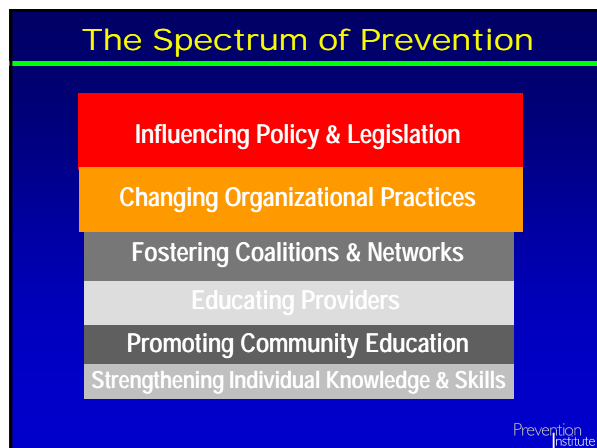 The Spectrum of Prevention
Influencing Policy & Legislation
Changing Organizational Practices
Fostering Coalitions & Networks
Educating Providers
Promoting Community Education
Strengthening Individual Knowledge & Skills
Prevention
Institute